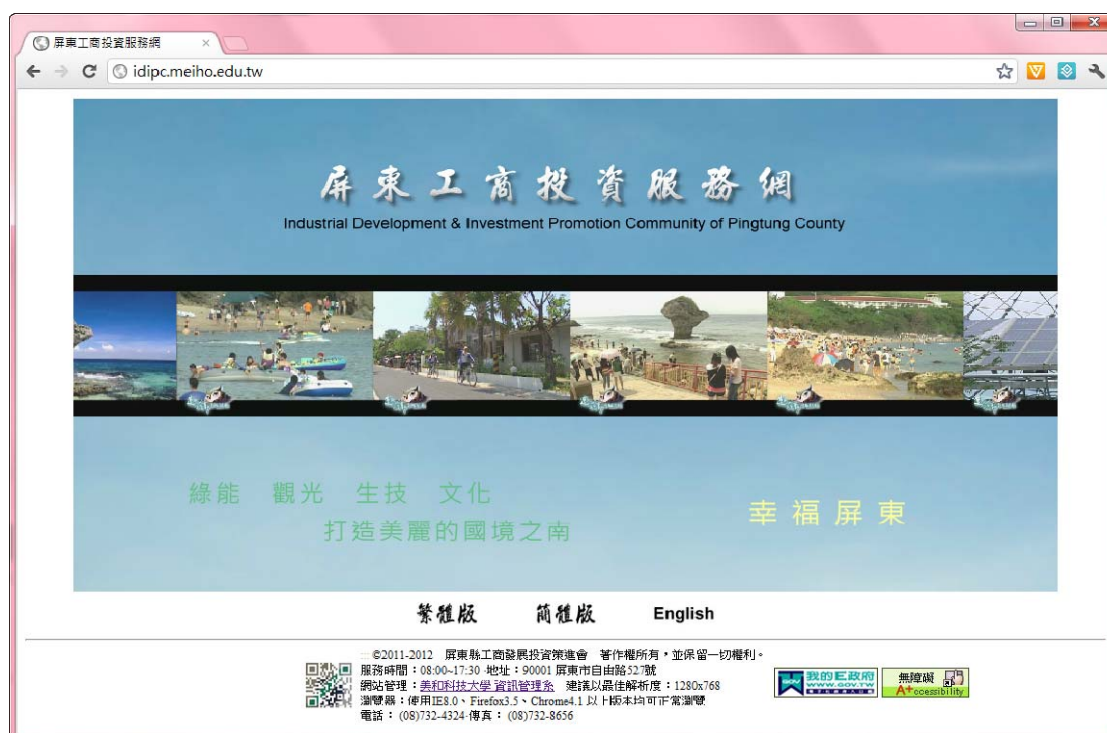 屏東工商投資服務網
idipc.meiho.edu.tw
屏東工商投資服務網
Industrial Development & Investment Promotion Community of Pingtung County
綠能 觀光 生技 文化
打造美麗的國境之南
幸福屏東
繁體版 簡體版 English
©2011-2012 屏東縣工商發展投資策進會 著作權所有，並保留一切權利。
服務時間：08:00~17:30 ‧地址：90001 屏東市自由路527號
網站管理：美和科技大學 資訊管理系 建議以最佳解析度：1280x768
瀏覽器：使用IE8.0、Firefox3.5、Chrome4.1 以上版本均可正常瀏覽
電話： (08)732-4324‧傳真： (08)732-8656
我的E政府
WWW.GOV.TW
無障礙
A+ccessibility